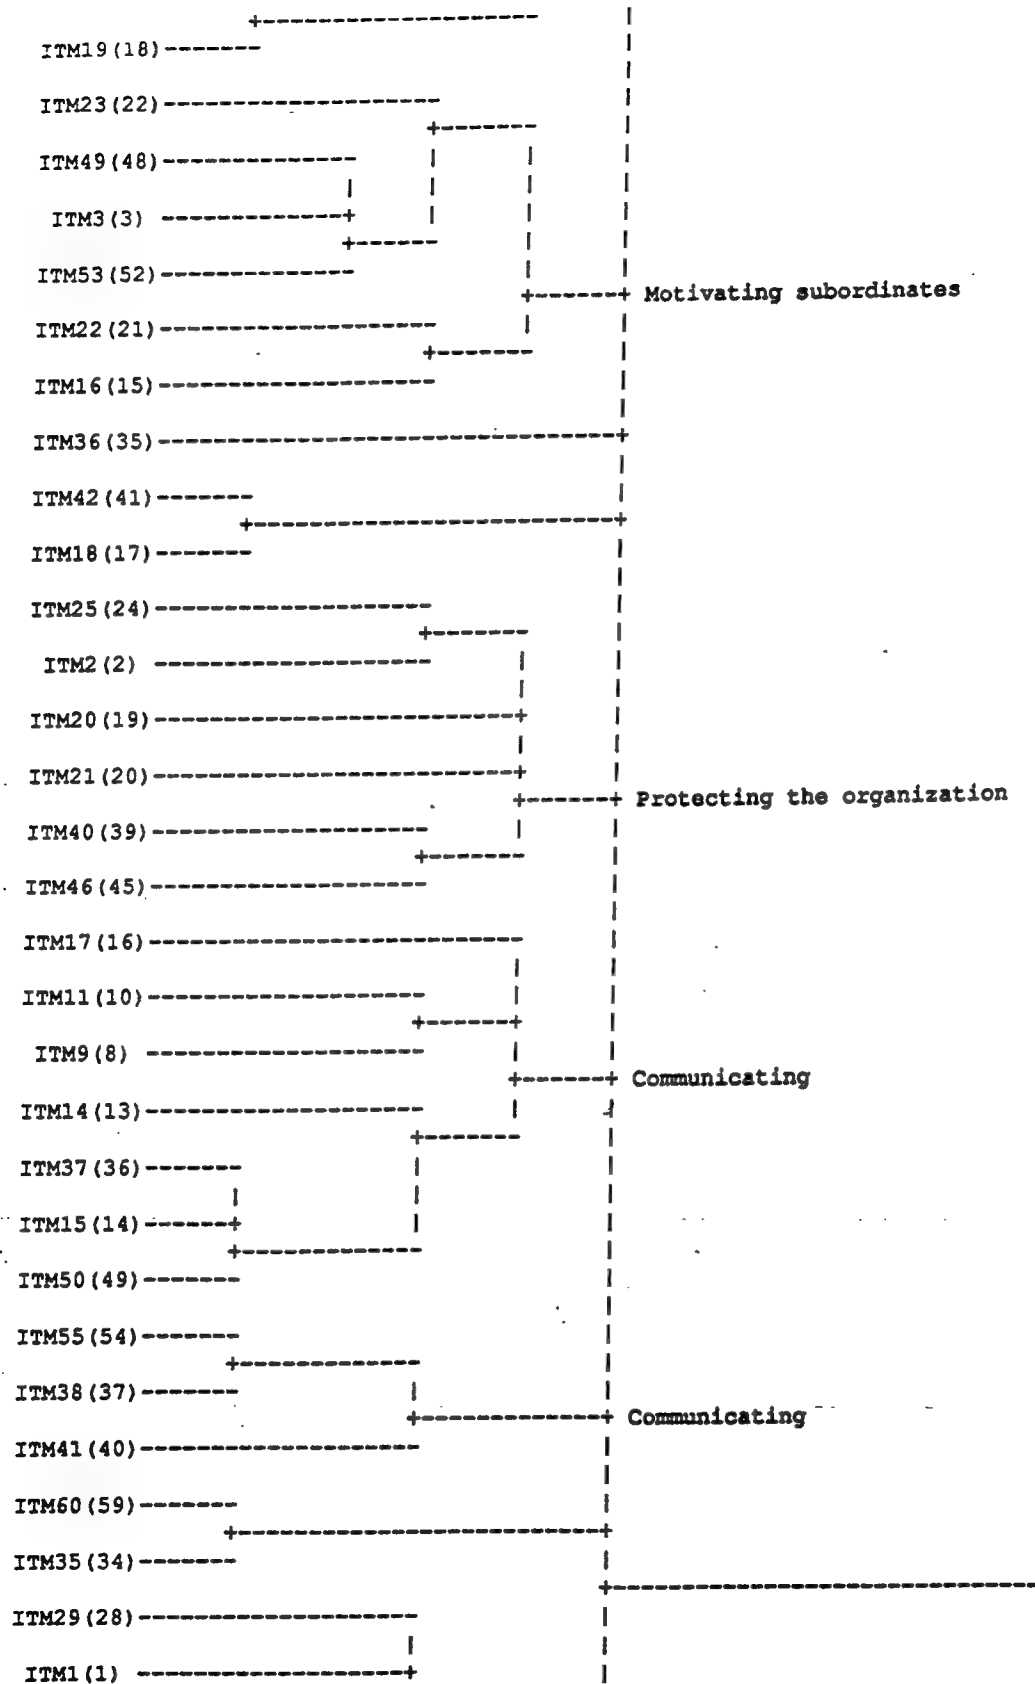 ITM19(18)
ITM23(22)
ITM49(48)
ITM3(3)
ITM53(52)
Motivating subordinates
ITM22(21)
ITM16(15)
ITM36(35)
ITM42(41)
ITM18(17)
ITM25(24)
ITM2(2)
ITM20(19)
ITM21(20)
Protecting the organization
ITM40(39)
ITM46(45)
ITM17(16)
ITM11(10)
ITM9(8)
Communicating
ITM14(13)
ITM37(36)
ITM15(14)
ITM50(49)
ITM55(54)
ITM38(37)
Communicating
ITM41(40)
ITM60(59)
ITM35(34)
ITM29(28)
ITM1(1)